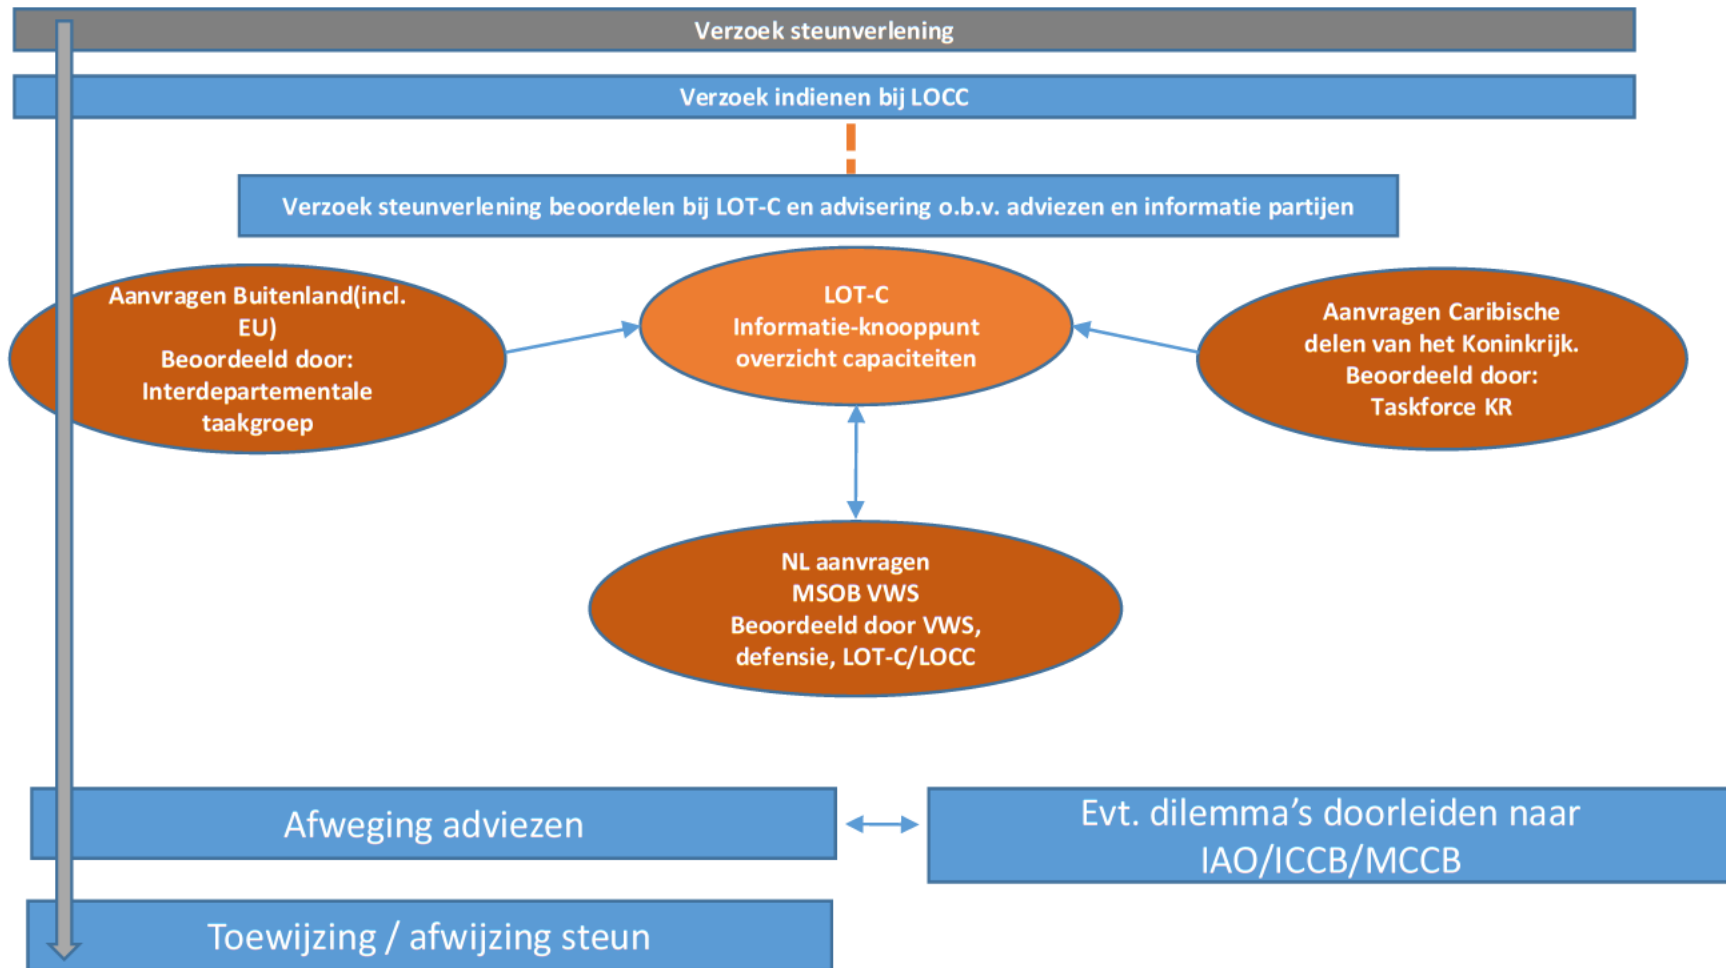 Verzoek steunverlening
Verzoek indienen bij LOCC
Verzoek steunverlening beoordelen bij LOT-C en advisering o.b.v. adviezen en informatie partijen
Aanvragen Buitenland(incl.
EU)
Beoordeeld door:
Interdepartementale
taakgroep
LOT-C
Informatie-knooppunt
overzicht capaciteiten
Aanvragen Caribische
delen van het Koninkrijk.
Beoordeeld door:
Taskforce KR
NL aanvragen
MSOB VWS
Beoordeeld door VWS,
defensie, LOT-C/LOCC
Afweging adviezen
Evt. dilemma’s doorleiden naar
IAO/ICCB/MCCB
Toewijzing / afwijzing steun